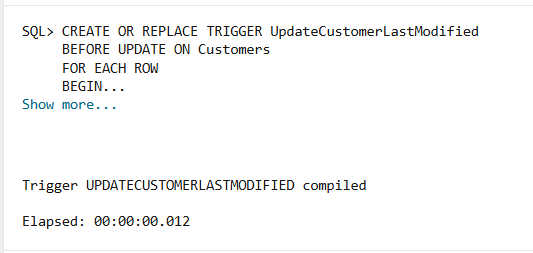 SQL> CREATE OR REPLACE TRIGGER UpdateCustomerLastModified
BEFORE UPDATE ON Customers
FOR EACH ROW
BEGIN...
Show more...
Trigger UPDATECUSTOMERLASTMODIFIED compiled
Elapsed: 00:00:00.012